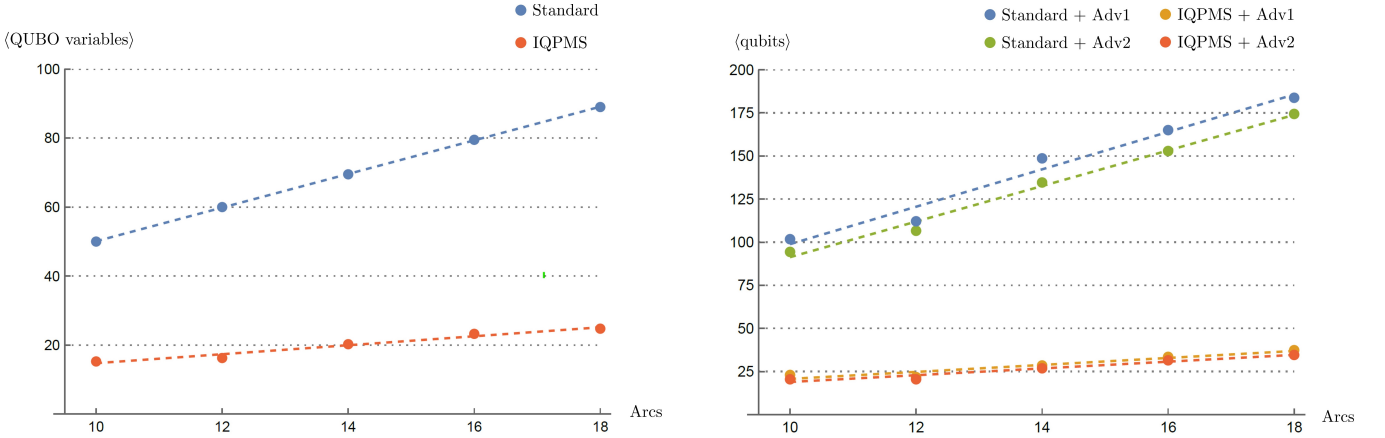 Standard
IQPMS
⟨QUBO variables⟩
100
80
60
40
20
10 12 14 16 18
Arcs
Standard + Adv1 IQPMS + Adv1
Standard + Adv2 IQPMS + Adv2
⟨qubits⟩
200
175
150
125
100
75
50
25
10 12 14 16 18
Arcs